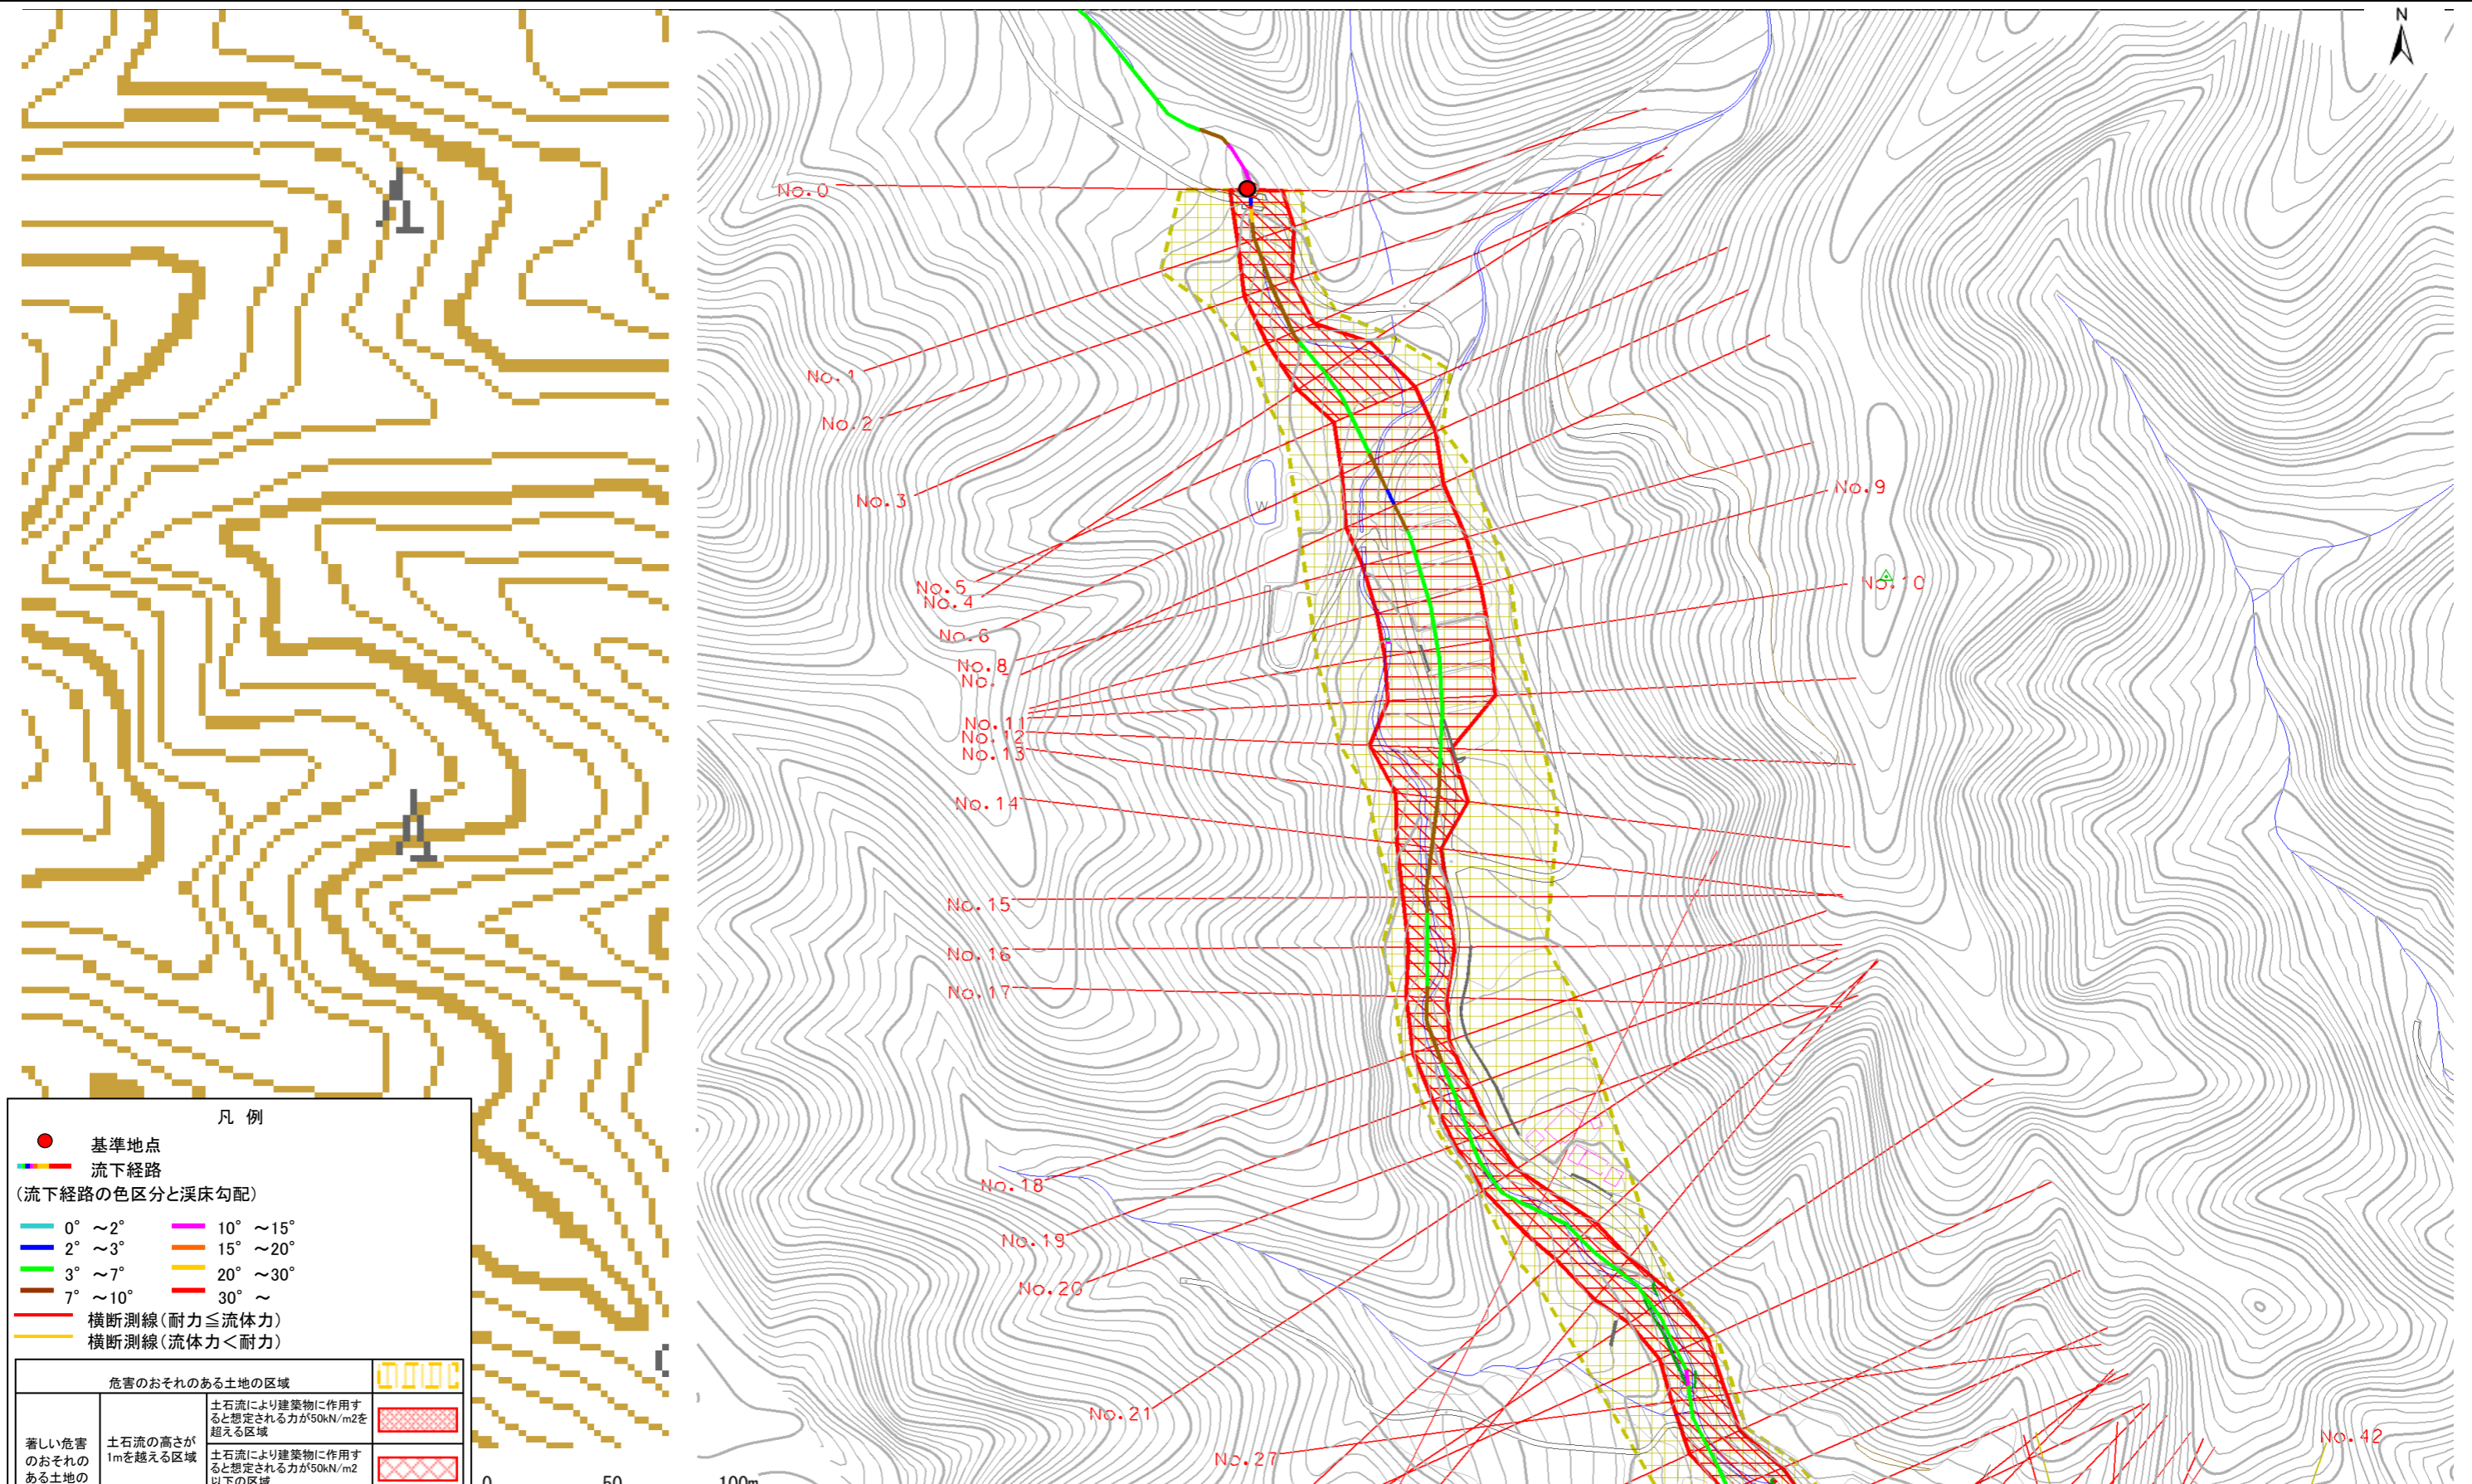 N
No.0
No.1
No.2
No.3
No.5
No.4
No.6
No.8
No.
No.9
No.10
No.11
No.12
No.13
No.14
No.15
No.16
No.17
No.18
No.19
No.20
No.21
No.27
No.42
W
凡 例
基準地点
流下経路
(流下経路の色区分と渓床勾配)
0° ～2° 10° ～15°
2° ～3° 15° ～20°
3° ～7° 20° ～30°
7° ～10° 30° ～
横断測線(耐力≦流体力)
横断測線(流体力<耐力)
危害のおそれのある土地の区域
著しい危害
のおそれの
ある土地の
土石流の高さが
1mを越える区域
土石流により建築物に作用す
ると想定される力が50kN/m2を
超える区域
土石流により建築物に作用す
ると想定される力が50kN/m2
以下の区域
0 50 100m